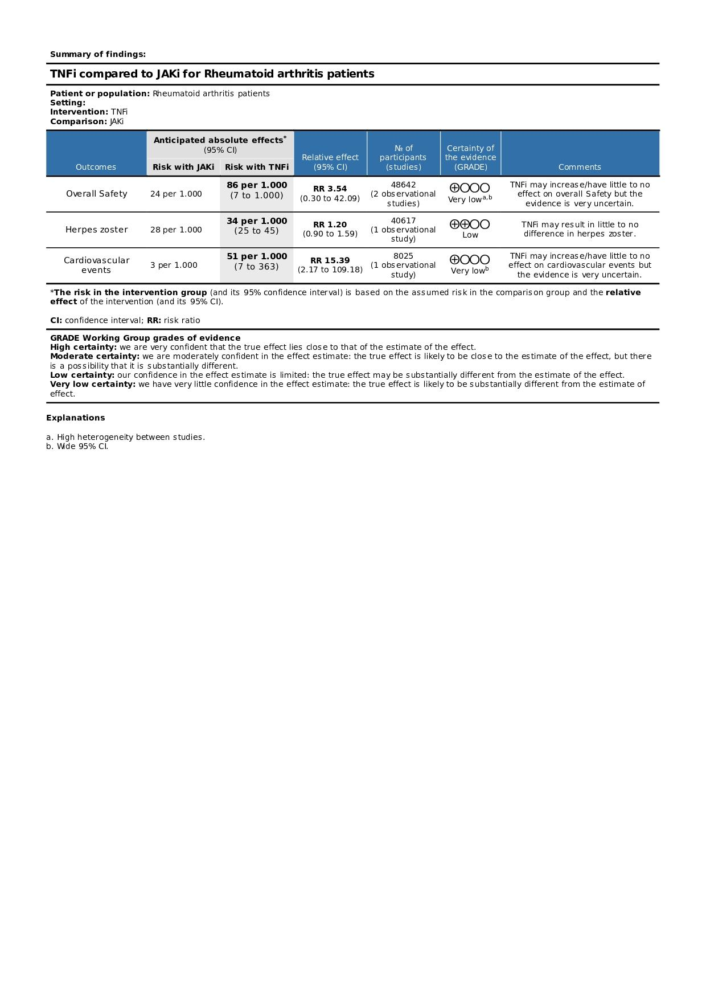 Summary of findings:
TNFi compared to JAKi for Rheumatoid arthritis patients
Patient or population: Rheumatoid arthritis patients
Setting:
Intervention: TNFi
Comparison: JAKi
Outcomes
Anticipated absolute effects*
(95% CI)
Risk with JAKi
Risk with TNFi
Relative effect
(95% CI)
№ of
participants
(studies)
Certainty of
the evidence
(GRADE)
Comments
Overall Safety
24 per 1.000
86 per 1.000
(7 to 1.000)
RR 3.54
(0.30 to 42.09)
48642
(2 observational
studies)
⨁◯◯◯
Very low a,b
TNFi may increase/have little to no
effect on overall Safety but the
evidence is very uncertain.
Herpes zoster
28 per 1.000
34 per 1.000
(25 to 45)
RR 1.20
(0.90 to 1.59)
40617
(1 observational
study)
⨁⨁◯◯
Low
TNFi may result in little to no
difference in herpes zoster.
Cardiovascular
events
3 per 1.000
51 per 1.000
(7 to 363)
RR 15.39
(2.17 to 109.18)
8025
(1 observational
study)
⨁◯◯◯
Very low b
TNFi may increase/have little to no
effect on cardiovascular events but
the evidence is very uncertain.
*The risk in the intervention group (and its 95% confidence interval) is based on the assumed risk in the comparison group and the relative
effect of the intervention (and its 95% CI).
CI: confidence interval; RR: risk ratio
GRADE Working Group grades of evidence
High certainty: we are very confident that the true effect lies close to that of the estimate of the effect.
Moderate certainty: we are moderately confident in the effect estimate: the true effect is likely to be close to the estimate of the effect, but there
is a possibility that it is substantially different.
Low certainty: our confidence in the effect estimate is limited: the true effect may be substantially different from the estimate of the effect.
Very low certainty: we have very little confidence in the effect estimate: the true effect is likely to be substantially different from the estimate of
effect.
Explanations
a. High heterogeneity between studies.
b. Wide 95% CI.